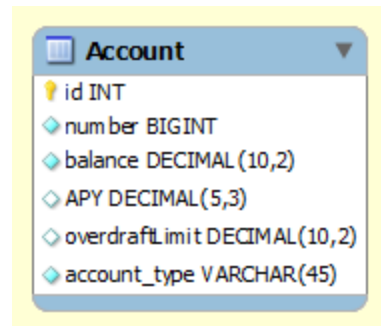 Account
id INT
number BIGINT
balance DECIMAL(10,2)
APY DECIMAL(5,3)
overdraftLimit DECIMAL(10,2)
account_type VARCHAR(45)